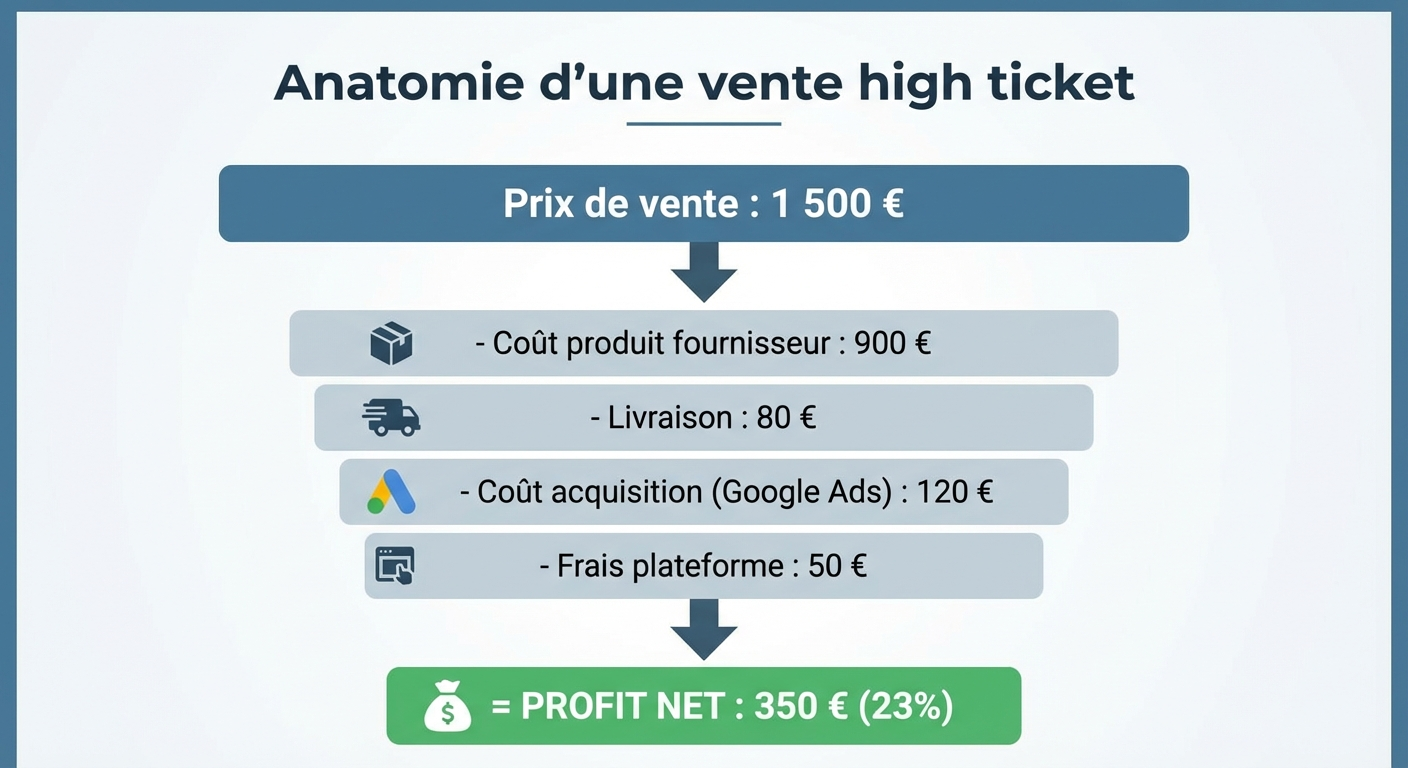 Anatomie d’une vente high ticket
Prix de vente : 1 500 €
- Coût produit fournisseur : 900 €
- Livraison : 80 €
- Coût acquisition (Google Ads) : 120 €
- Frais plateforme : 50 €
$ = PROFIT NET : 350 € (23%)